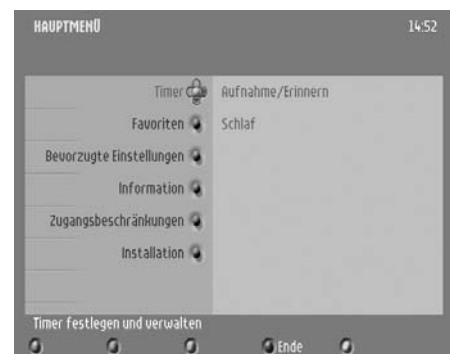 HAUPTMENÜ 14:52
Timer Aufnahme/Erinnern
Favoriten Schlaf
Bevorzugte Einstellungen
Information
Zugangsbeschränkungen
Installation
Timer festlegen und verwalten
Ende